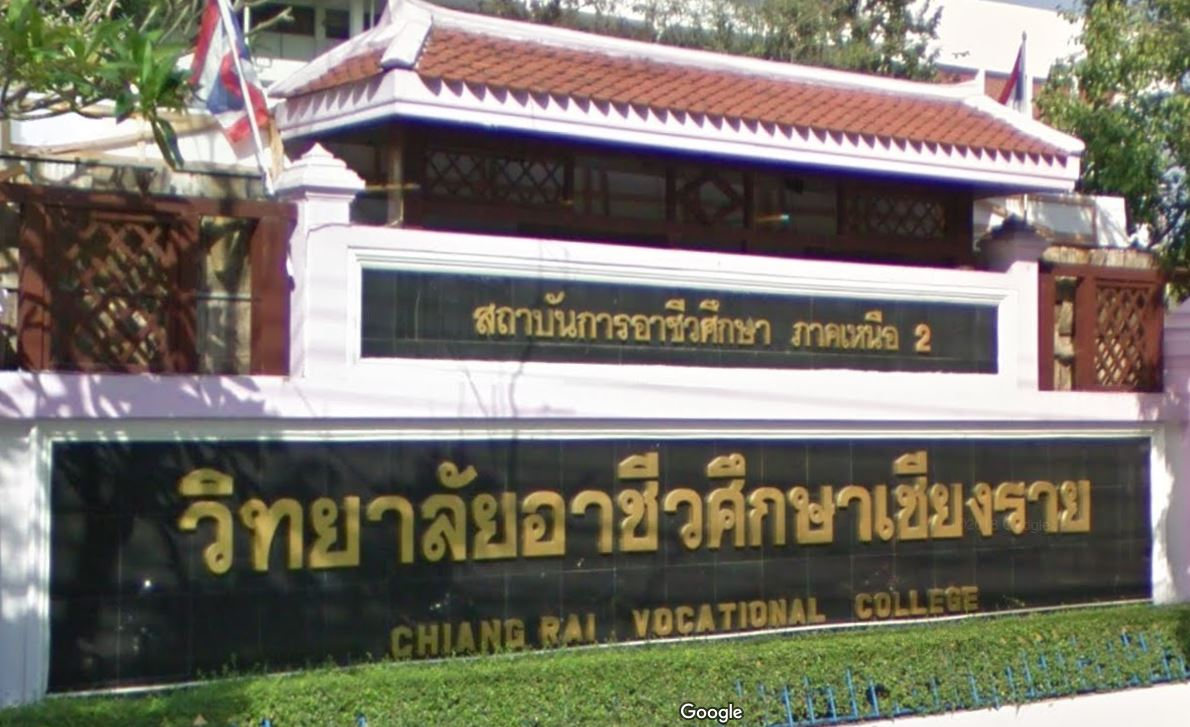 สถาบันการอาชีวศึกษา ภาคเหนือ 2
วิทยาลัยอาชีวศึกษาเชียงราย
CHIANG RAI VOCATIONAL COLLEGE
Google